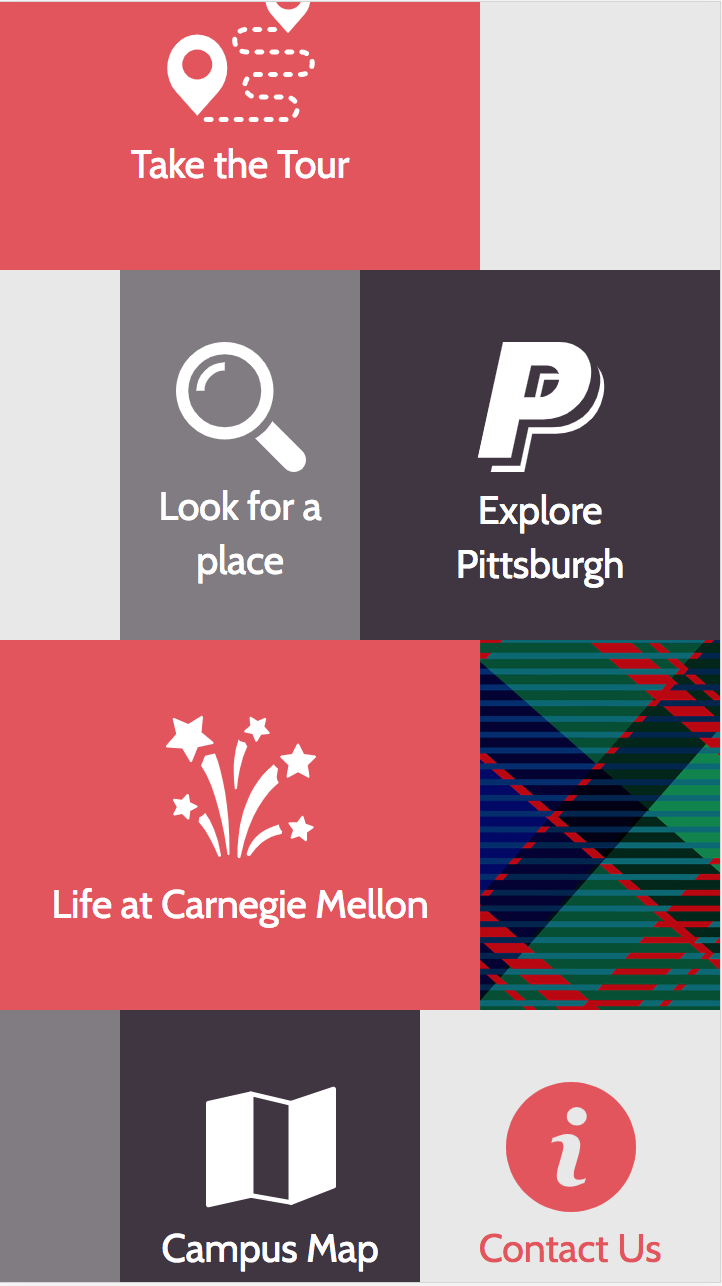 Take the Tour
Look for a
place
P
Explore
Pittsburgh
Life at Carnegie Mellon
Campus Map
i
Contact Us